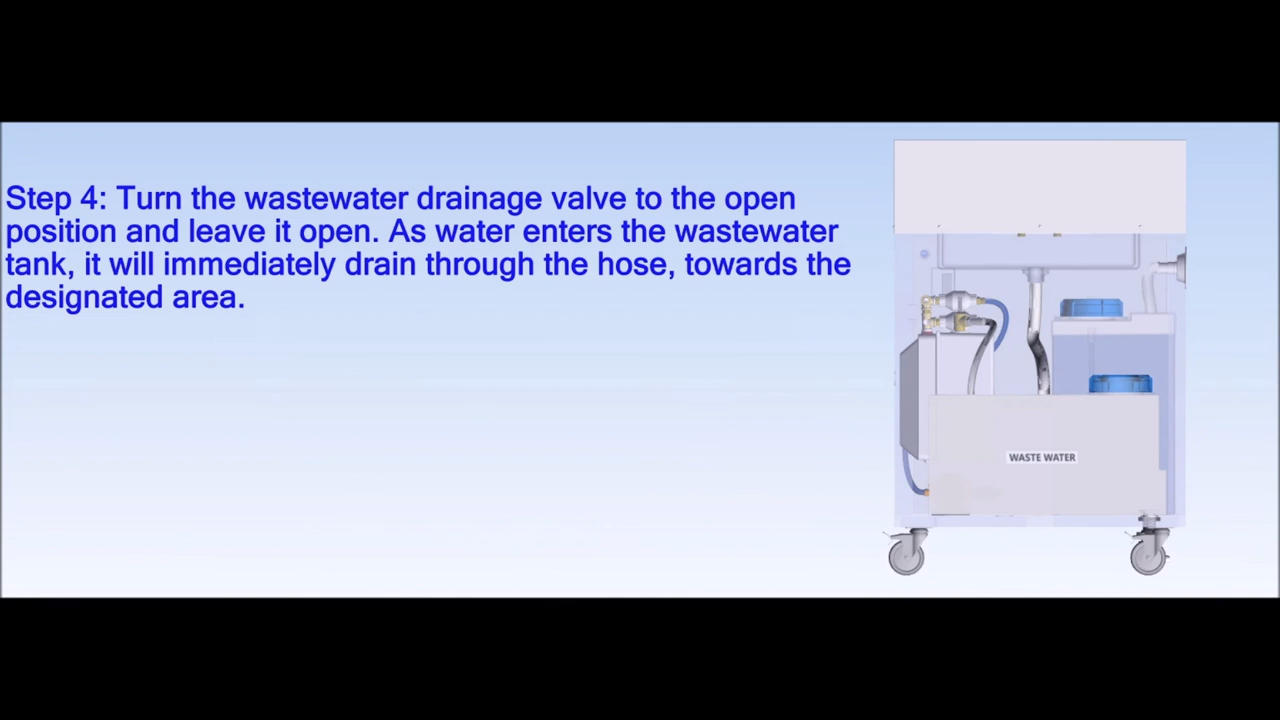 Step 4: Turn the wastewater drainage valve to the open
position and leave it open. As water enters the wastewater
tank, it will immediately drain through the hose, towards the
designated area.
WASTE WATER